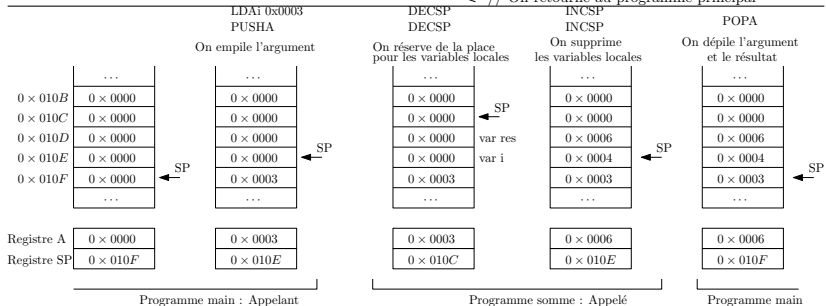 // On retourne au programme principal
LDAi 0x0003 DECSP INCSP
PUSHA DECSP INCSP POPA
On empile l'argument On réserve de la place On supprime On dépile l'argument
pour les variables locales les variables locales et le résultat
... ... ... ... ...
0 × 010B 0 × 0000 0 × 0000 0 × 0000 0 × 0000 0 × 0000
SP
0 × 010C 0 × 0000 0 × 0000 0 × 0000 0 × 0000 0 × 0000
0 × 010D 0 × 0000 0 × 0000 0 × 0000 var res 0 × 0006 0 × 0006
SP SP
0 × 010E 0 × 0000 0 × 0000 0 × 0000 var i 0 × 0004 0 × 0004
SP SP
0 × 010F 0 × 0000 0 × 0003 0 × 0003 0 × 0003 0 × 0003
... ... ... ... ...
Registre A 0 × 0000 0 × 0003 0 × 0003 0 × 0006 0 × 0006
Registre SP 0 × 010F 0 × 010E 0 × 010C 0 × 010E 0 × 010F
Programme main : Appelant Programme somme : Appelé Programme main